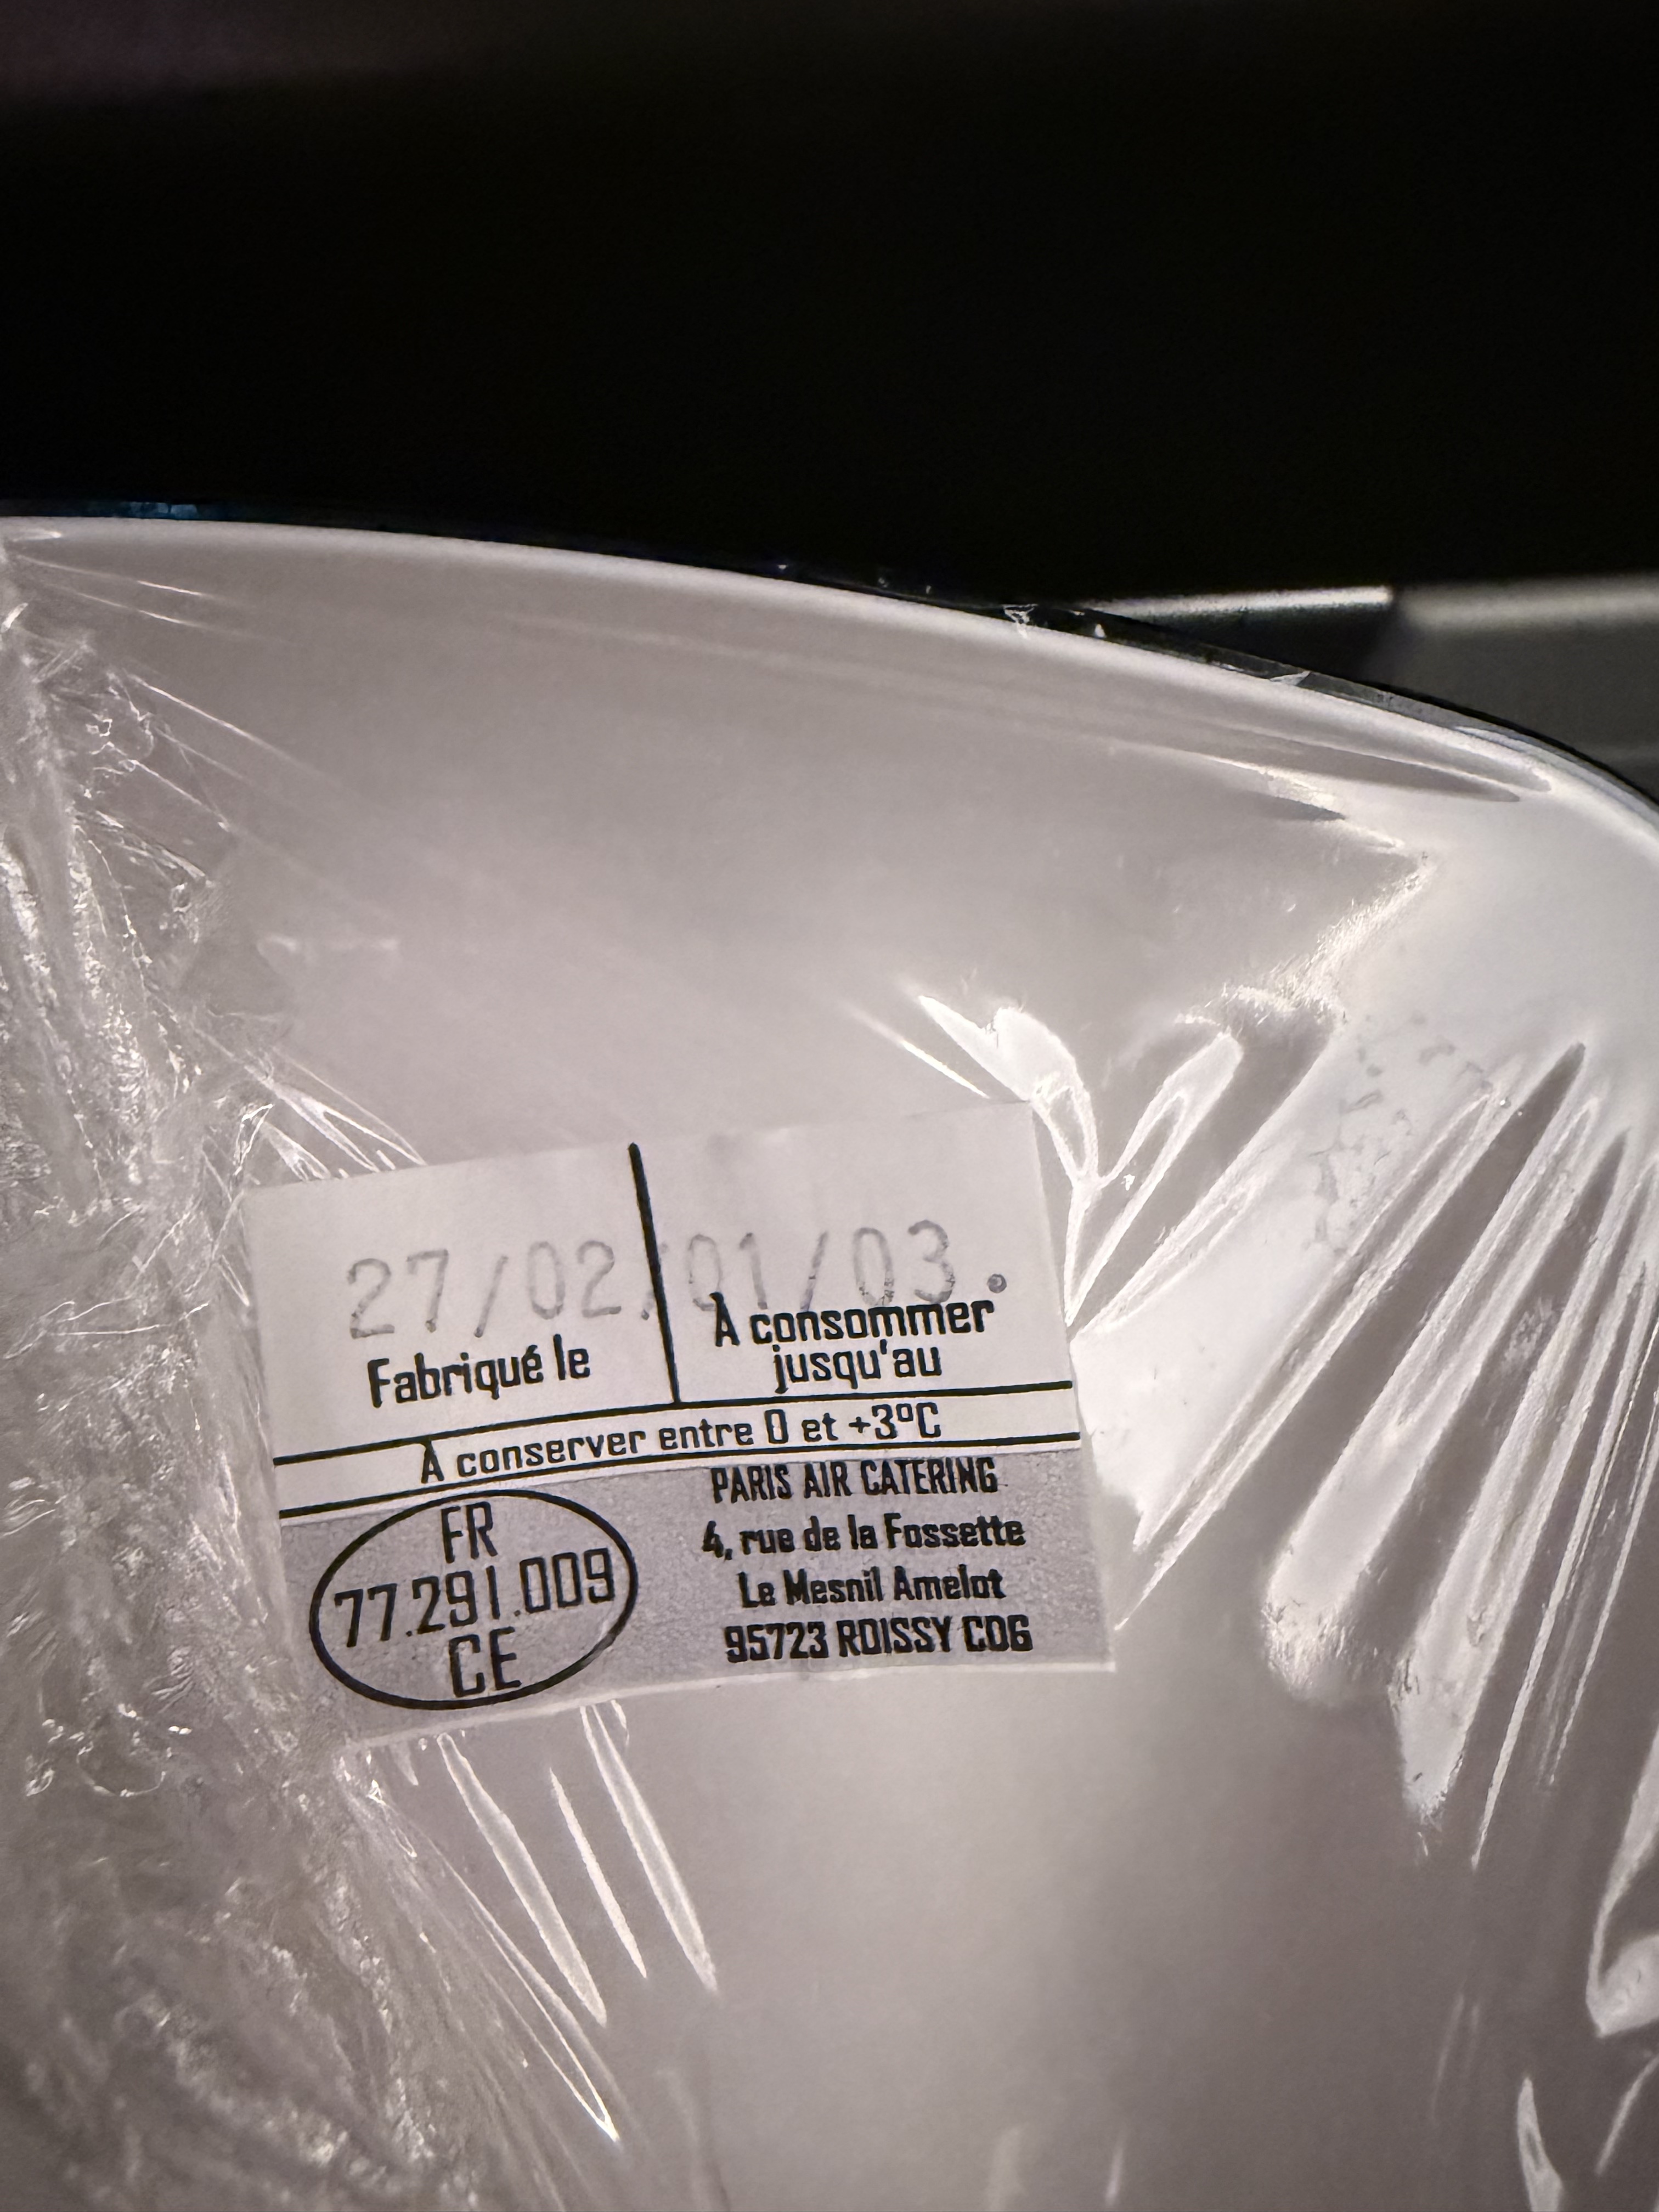 27/02. 01/03.
Fabriqué le
À consommer
jusqu'au
À conserver entre 0 et +3°C
FR
77.291.009
CE
PARIS AIR CATERING
4, rue de la Fossette
Le Mesnil Amelot
95723 ROISSY CDG